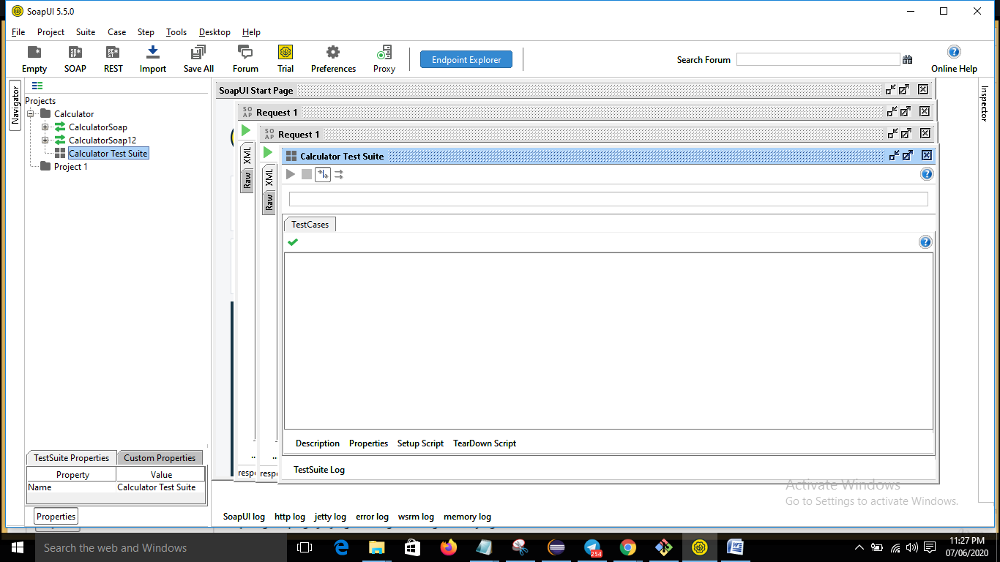 SoapUI 5.5.0
File Project Suite Case Step Tools Desktop Help
Empty SOAP REST Import Save All Forum Trial Preferences Proxy Endpoint Explorer Search Forum Online Help
Navigator
Projects
Calculator
CalculatorSoap
CalculatorSoap12
Calculator Test Suite
Project 1
TestSuite Properties Custom Properties
Property Value
Name Calculator Test Suite
Properties
SoapUI Start Page
SO AP Request 1
XML
Raw
SO AP Request 1
XML
Raw
Calculator Test Suite
TestCases
Description Properties Setup Script TearDown Script
TestSuite Log
respo
respo
Inspector
SoapUI log http log jetty log error log wsrm log memory log
Activate Windows
Go to Settings to activate Windows.
Search the web and Windows
254
11:27 PM
07/06/2020